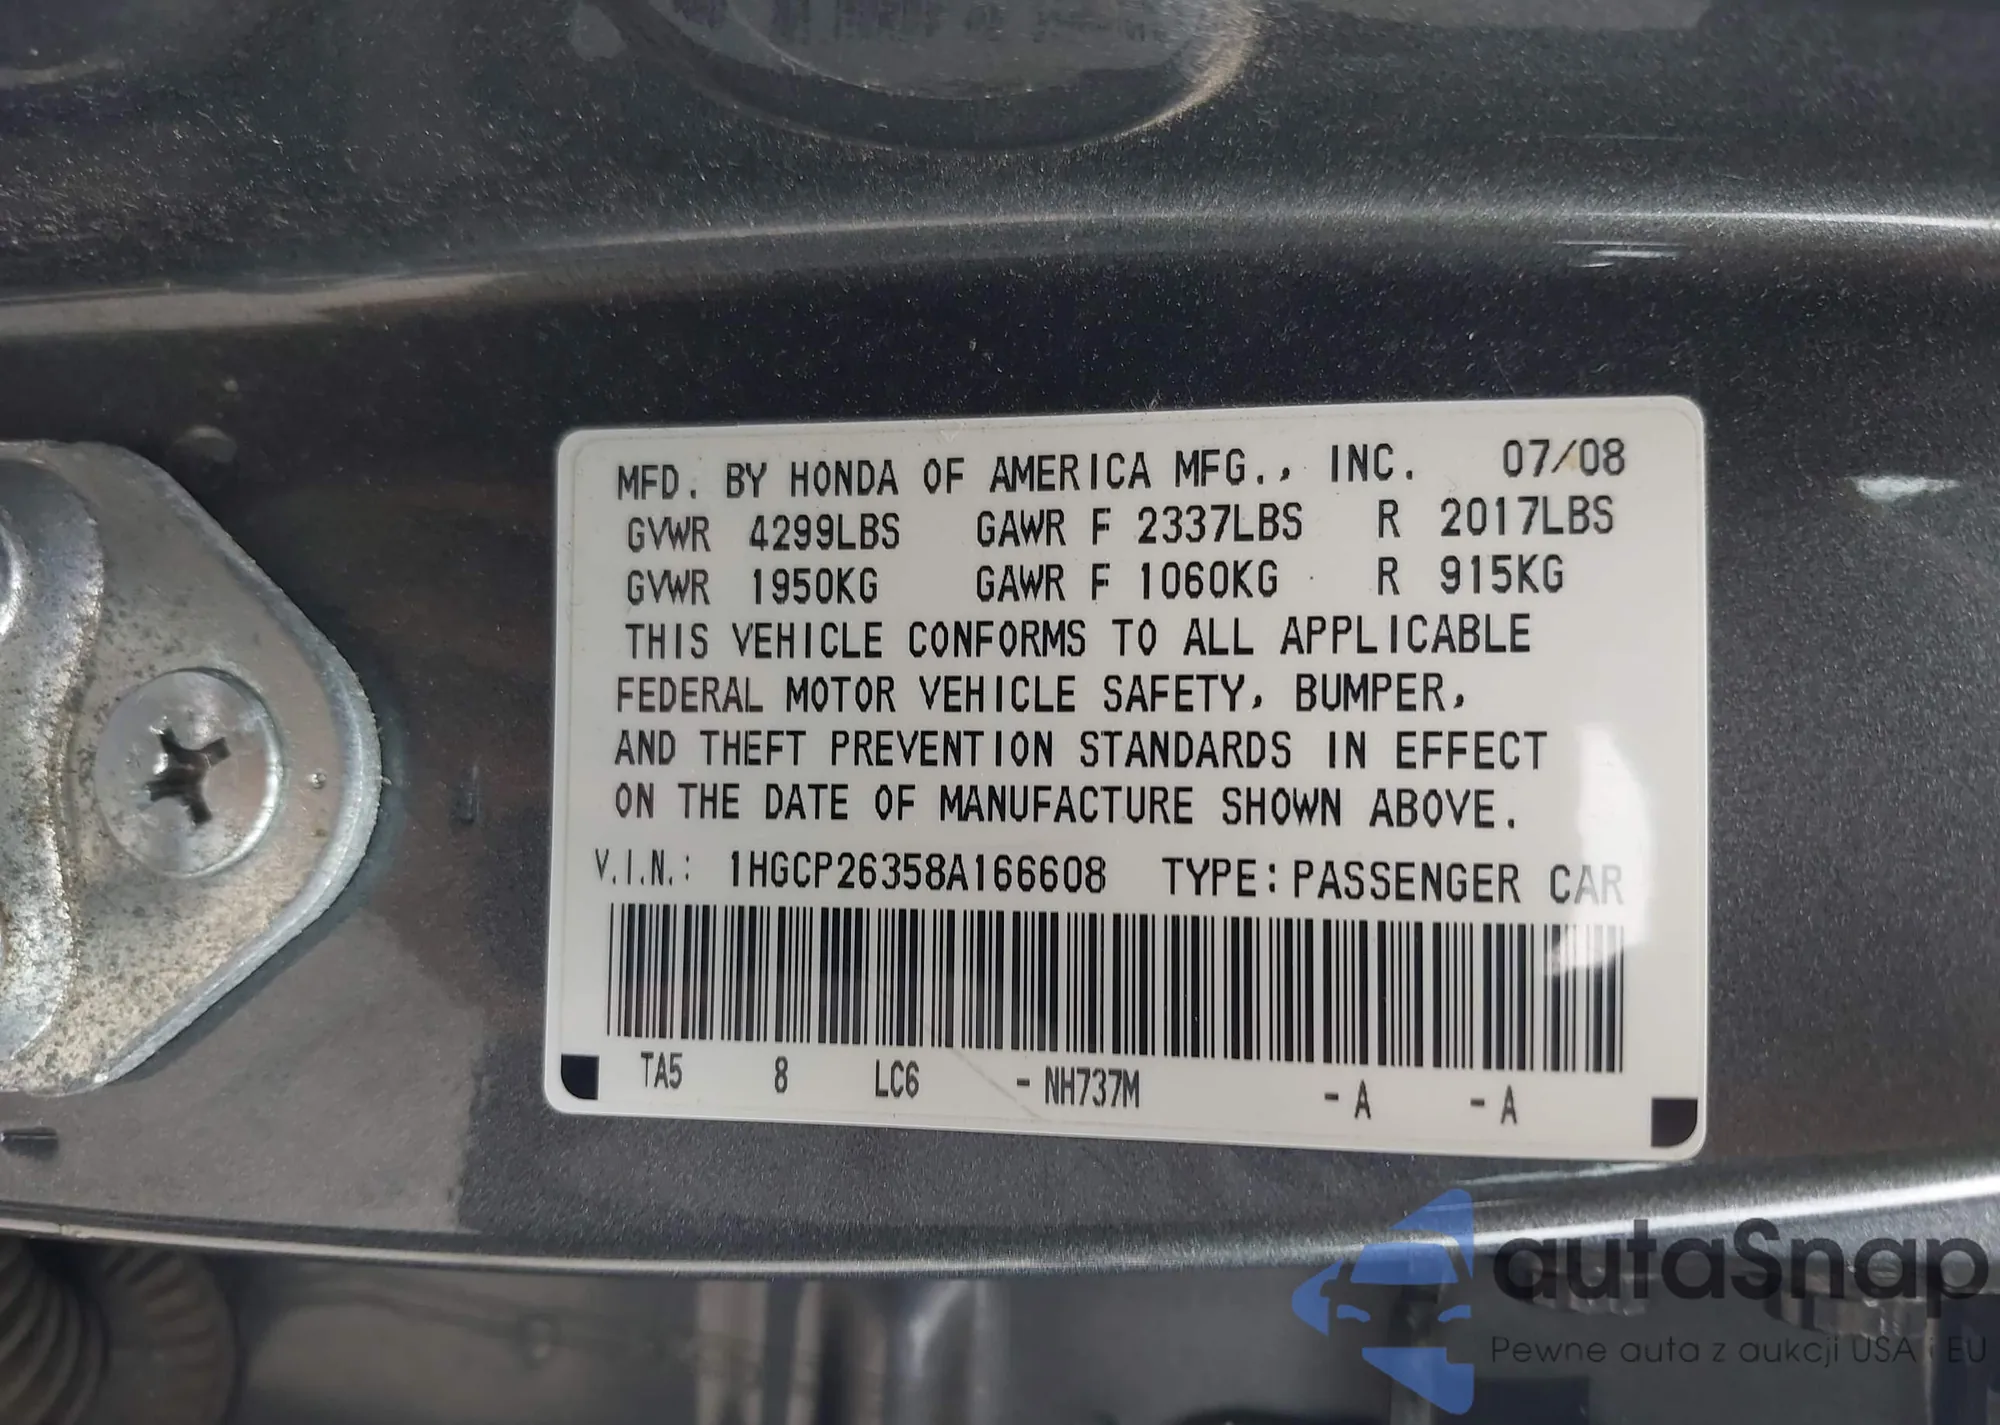 MFD. BY HONDA OF AMERICA MFG., INC. 07/08
GVWR 4299LBS GAWR F 2337LBS R 2017LBS
GVWR 1950KG GAWR F 1060KG R 915KG
THIS VEHICLE CONFORMS TO ALL APPLICABLE
FEDERAL MOTOR VEHICLE SAFETY, BUMPER,
AND THEFT PREVENTION STANDARDS IN EFFECT
ON THE DATE OF MANUFACTURE SHOWN ABOVE.
V.I.N.: 1HGCP26358A166608 TYPE: PASSENGER CAR
TA5 8 LC6 - NH737M - A - A
autaSnap
Pewne auta z aukcji USA i EU